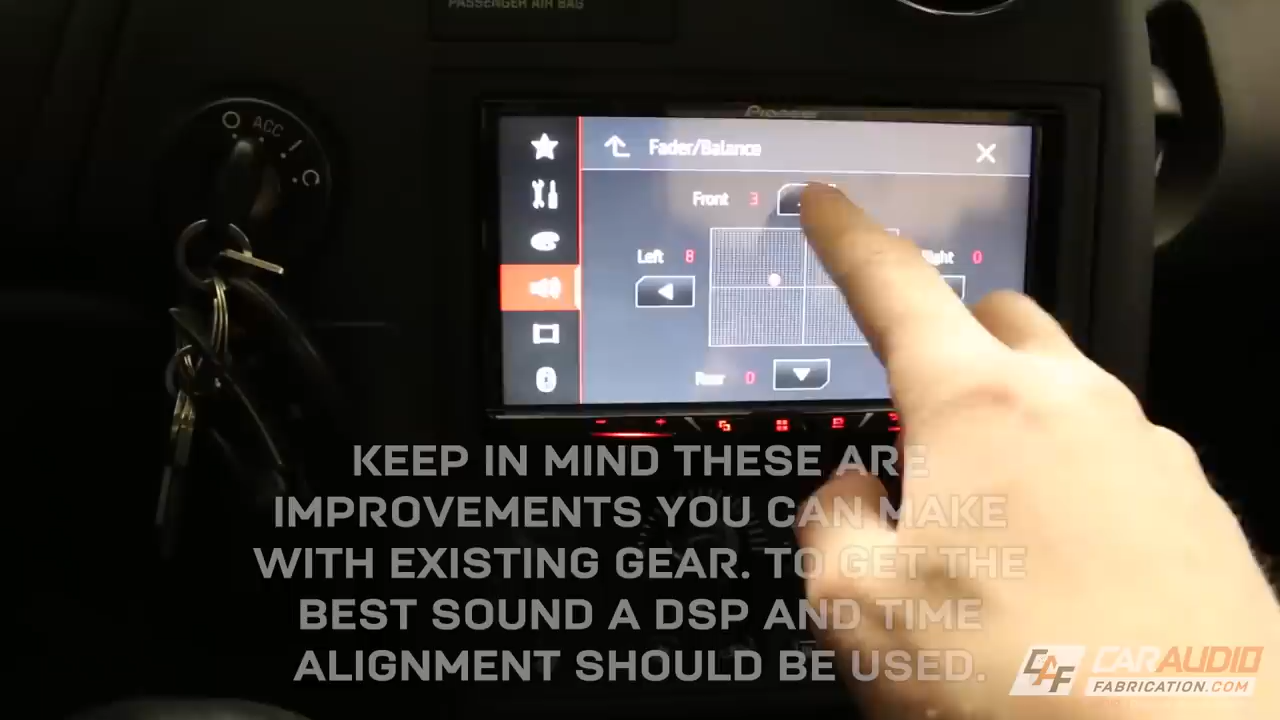 PASSENGER AIR BAG
ACC
Pioneer
Fader/Balance
Front 3
Left 8
Right 0
Rear 0
KEEP IN MIND THESE ARE
IMPROVEMENTS YOU CAN MAKE
WITH EXISTING GEAR. TO GET THE
BEST SOUND A DSP AND TIME
ALIGNMENT SHOULD BE USED.
CAF CARAUDIO
FABRICATION.COM